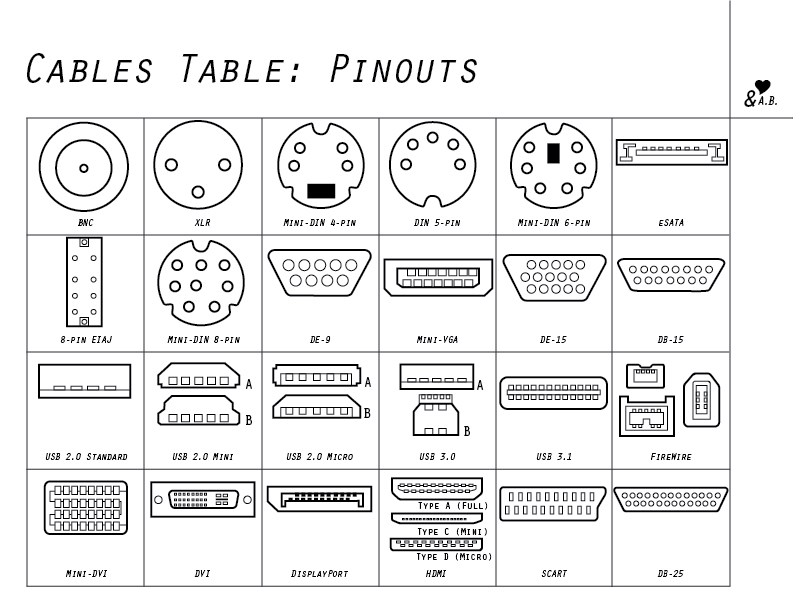 Cables Table: Pinouts
& A.B.
BNC
XLR
Mini-DIN 4-pin
DIN 5-pin
Mini-DIN 6-pin
eSATA
8-pin EIAJ
Mini-DIN 8-pin
DE-9
Mini-VGA
DE-15
DB-15
A
B
A
B
A
B
USB 2.0 Standard
USB 2.0 Mini
USB 2.0 Micro
USB 3.0
USB 3.1
FireWire
Type A (Full)
Type C (Mini)
Type D (Micro)
Mini-DVI
DVI
DisplayPort
HDMI
SCART
DB-25